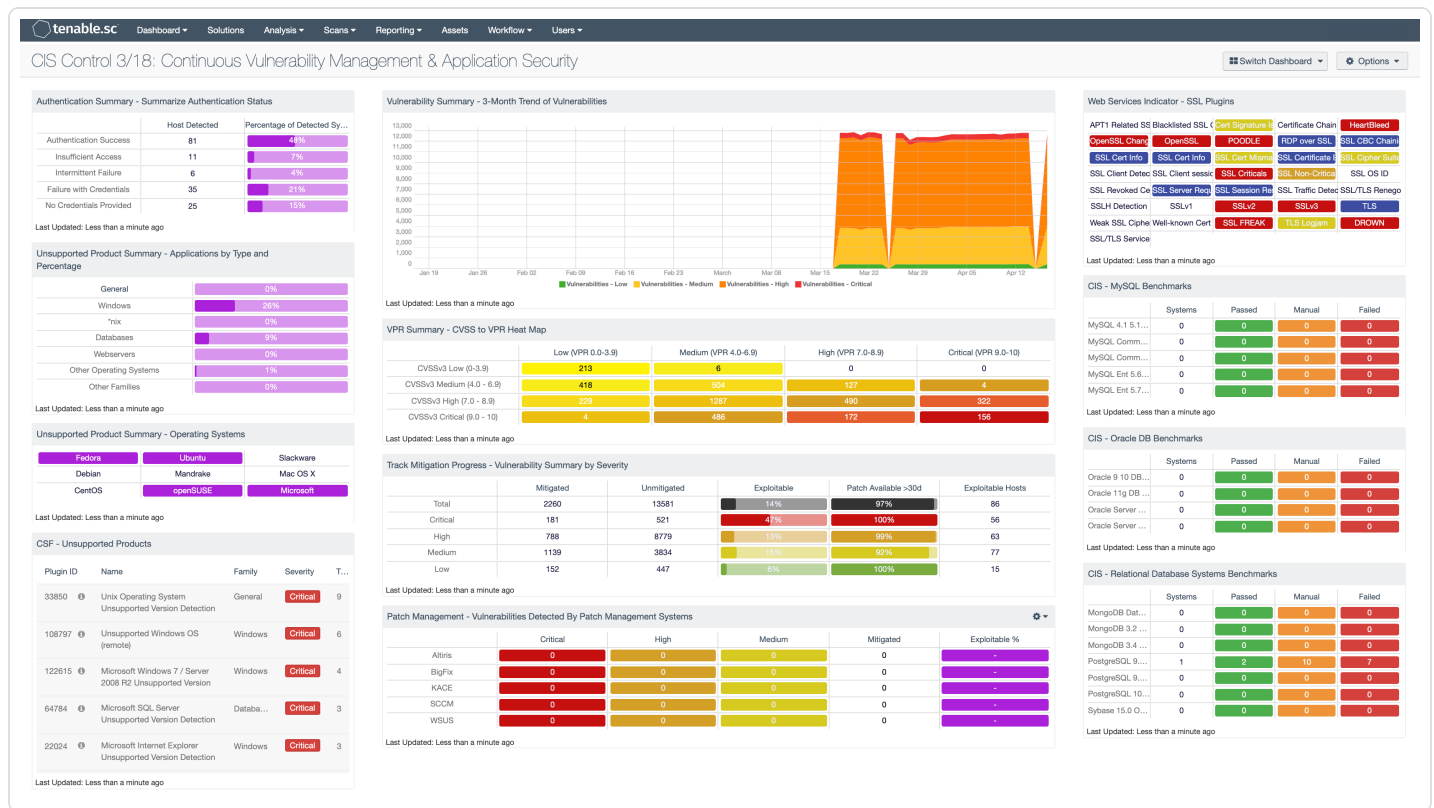 tenable.sc Dashboard Solutions Analysis Scans Reporting Assets Workflow Users
CIS Control 3/18: Continuous Vulnerability Management & Application Security
Switch Dashboard Options
Authentication Summary - Summarize Authentication Status
Host Detected Percentage of Detected Sy...
Authentication Success 81 48%
Insufficient Access 11 7%
Intermittent Failure 6 4%
Failure with Credentials 35 21%
No Credentials Provided 25 15%
Last Updated: Less than a minute ago
Unsupported Product Summary - Applications by Type and
Percentage
General 0%
Windows 26%
*nix 0%
Databases 9%
Webservers 0%
Other Operating Systems 1%
Other Families 0%
Last Updated: Less than a minute ago
Unsupported Product Summary - Operating Systems
Fedora Ubuntu Slackware
Debian Mandrake Mac OS X
CentOS openSUSE Microsoft
Last Updated: Less than a minute ago
CSF - Unsupported Products
Plugin ID Name Family Severity T...
33850 Unix Operating System General Critical 9
Unsupported Version Detection
108797 Unsupported Windows OS Windows Critical 6
(remote)
122615 Microsoft Windows 7 / Server Windows Critical 4
2008 R2 Unsupported Version
64784 Microsoft SQL Server Databa... Critical 3
Unsupported Version Detection
22024 Microsoft Internet Explorer Windows Critical 3
Unsupported Version Detection
Last Updated: Less than a minute ago
Vulnerability Summary - 3-Month Trend of Vulnerabilities
13,000
12,000
11,000
10,000
9,000
8,000
7,000
6,000
5,000
4,000
3,000
2,000
1,000
0
Jan 19 Jan 26 Feb 02 Feb 09 Feb 16 Feb 23 March Mar 08 Mar 15 Mar 22 Mar 29 Apr 05 Apr 12
Vulnerabilities - Low Vulnerabilities - Medium Vulnerabilities - High Vulnerabilities - Critical
Last Updated: Less than a minute ago
VPR Summary - CVSS to VPR Heat Map
Low (VPR 0.0-3.9) Medium (VPR 4.0-6.9) High (VPR 7.0-8.9) Critical (VPR 9.0-10)
CVSSv3 Low (0-3.9) 213 6 0 0
CVSSv3 Medium (4.0 - 6.9) 418 504 127 4
CVSSv3 High (7.0 - 8.9) 229 1287 490 322
CVSSv3 Critical (9.0 - 10) 4 486 172 156
Last Updated: Less than a minute ago
Track Mitigation Progress - Vulnerability Summary by Severity
Mitigated Unmitigated Exploitable Patch Available >30d Exploitable Hosts
Total 2260 13581 14% 97% 86
Critical 181 521 47% 100% 56
High 788 8779 13% 99% 63
Medium 1139 3834 15% 92% 77
Low 152 447 6% 100% 15
Last Updated: Less than a minute ago
Patch Management - Vulnerabilities Detected By Patch Management Systems
Critical High Medium Mitigated Exploitable %
Altiris 0 0 0 0 -
BigFix 0 0 0 0 -
KACE 0 0 0 0 -
SCCM 0 0 0 0 -
WSUS 0 0 0 0 -
Last Updated: Less than a minute ago
Web Services Indicator - SSL Plugins
APT1 Related SS Blacklisted SSL Cert Signature Is Certificate Chain HeartBleed
OpenSSL Chang OpenSSL POODLE RDP over SSL SSL CBC Chaini
SSL Cert Info SSL Cert Info SSL Cert Misma SSL Certificate E SSL Cipher Suite
SSL Client Detec SSL Client sessic SSL Criticals SSL Non-Critica SSL OS ID
SSL Revoked Ce SSL Server Requ SSL Session Res SSL Traffic Detec SSL/TLS Renego
SSLH Detection SSLv1 SSLv2 SSLv3 TLS
Weak SSL Ciphe Well-known Cert SSL FREAK TLS Logjam DROWN
SSL/TLS Service
Last Updated: Less than a minute ago
CIS - MySQL Benchmarks
Systems Passed Manual Failed
MySQL 4.1 5.1... 0 0 0 0
MySQL Comm... 0 0 0 0
MySQL Comm... 0 0 0 0
MySQL Ent 5.6... 0 0 0 0
MySQL Ent 5.7... 0 0 0 0
Last Updated: Less than a minute ago
CIS - Oracle DB Benchmarks
Systems Passed Manual Failed
Oracle 9 10 DB... 0 0 0 0
Oracle 11g DB ... 0 0 0 0
Oracle Server ... 0 0 0 0
Oracle Server ... 0 0 0 0
Last Updated: Less than a minute ago
CIS - Relational Database Systems Benchmarks
Systems Passed Manual Failed
MongoDB Dat... 0 0 0 0
MongoDB 3.2 ... 0 0 0 0
MongoDB 3.4 ... 0 0 0 0
PostgreSQL 9.... 1 2 10 7
PostgreSQL 9.... 0 0 0 0
PostgreSQL 10... 0 0 0 0
Sybase 15.0 O... 0 0 0 0
Last Updated: Less than a minute ago